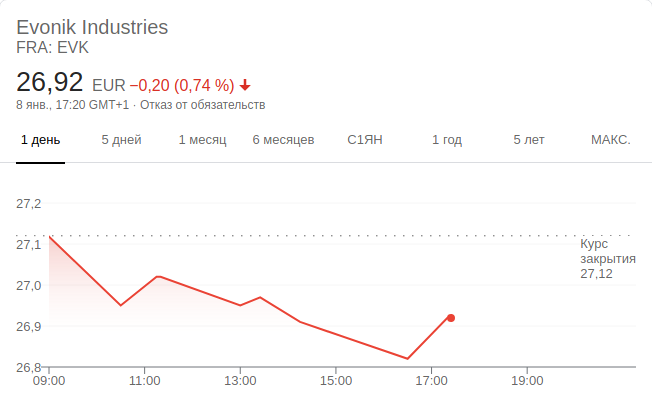 Evonik Industries
FRA: EVK
26,92 EUR −0,20 (0,74 %)
8 янв., 17:20 GMT+1 · Отказ от обязательств
1 день 5 дней 1 месяц 6 месяцев С1ЯН 1 год 5 лет МАКС.
27,2
27,1
27,0
26,9
26,8
Курс
закрытия
27,12
09:00 11:00 13:00 15:00 17:00 19:00